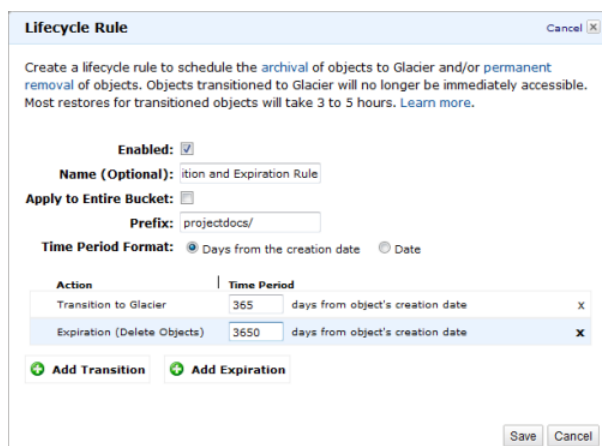 Lifecycle Rule
Cancel x
Create a lifecycle rule to schedule the archival of objects to Glacier and/or permanent
removal of objects. Objects transitioned to Glacier will no longer be immediately accessible.
Most restores for transitioned objects will take 3 to 5 hours. Learn more.
Enabled:
Name (Optional): ition and Expiration Rule
Apply to Entire Bucket:
Prefix: projectdocs/
Time Period Format: Days from the creation date Date
Action Time Period
Transition to Glacier 365 days from object's creation date x
Expiration (Delete Objects) 3650 days from object's creation date x
Add Transition Add Expiration
Save Cancel